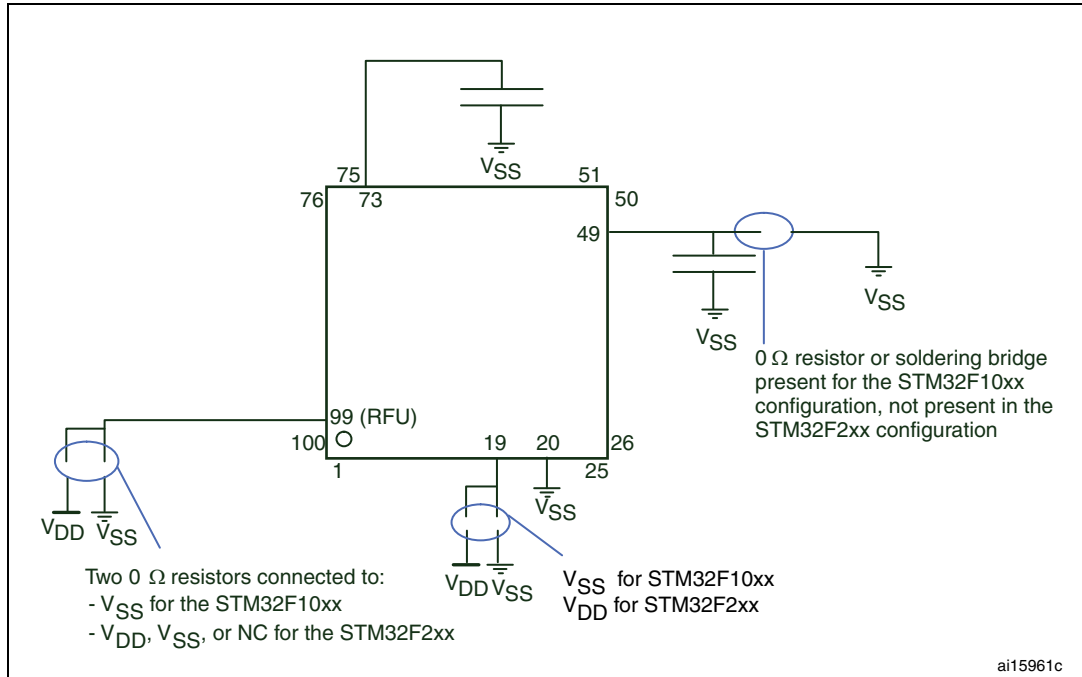 VSS
75
51
76
73
50
49
VSS
VSS
0 Ω resistor or soldering bridge
present for the STM32F10xx
configuration, not present in the
STM32F2xx configuration
99 (RFU)
100
19
20
26
1
25
VSS
VDD VSS
VDD VSS
VSS for STM32F10xx
VDD for STM32F2xx
Two 0 Ω resistors connected to:
- VSS for the STM32F10xx
- VDD, VSS, or NC for the STM32F2xx
ai15961c